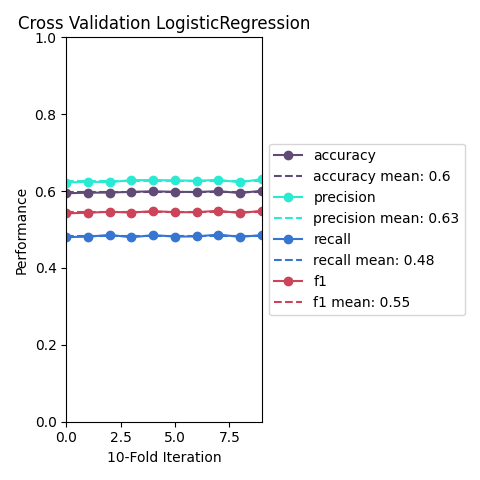 Cross Validation LogisticRegression
Performance
1.0
0.8
0.6
0.4
0.2
0.0
0.0
2.5
5.0
7.5
10-Fold Iteration
accuracy
accuracy mean: 0.6
precision
precision mean: 0.63
recall
recall mean: 0.48
f1
f1 mean: 0.55